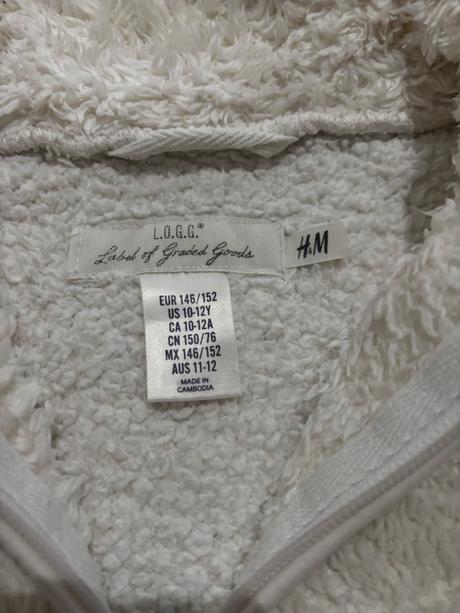 L.O.G.G.®
Label of Graded Goods
H&M
EUR 146/152
US 10-12Y
CA 10-12A
CN 150/76
MX 146/152
AUS 11-12
MADE IN
CAMBODIA